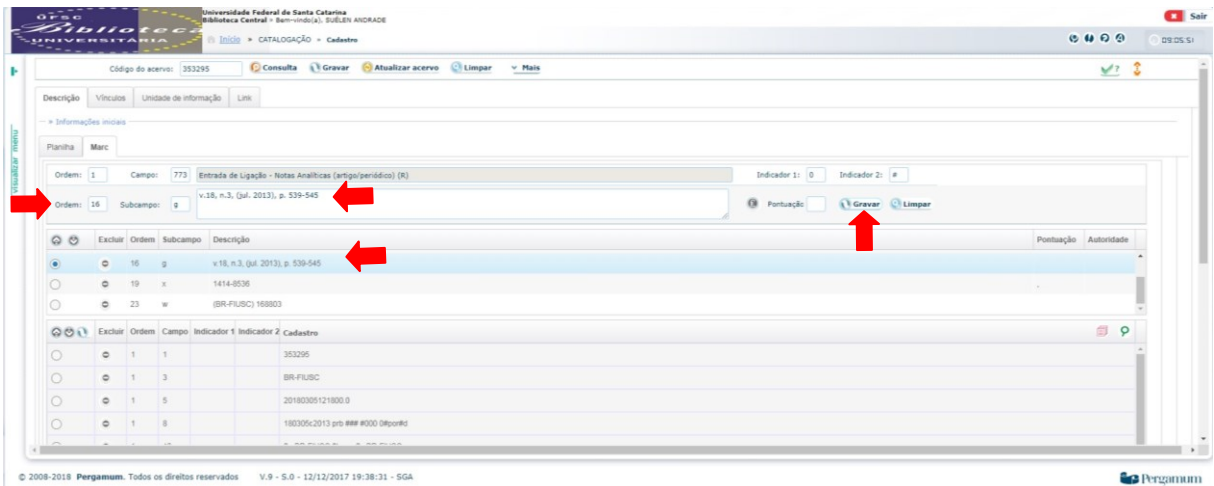 UFSC
Biblioteca
UNIVERSITÁRIA
Universidade Federal de Santa Catarina
Biblioteca Central - Bem-vindo(a), SUÉLEN ANDRADE
Início » CATALOGAÇÃO » Cadastro
Sair
09:05:51
Código do acervo: 353295 Consulta Gravar Atualizar acervo Limpar Mais
visualizar menu
Descrição Vínculos Unidade de informação Link
Informações iniciais
Planilha Marc
Ordem: 1 Campo: 773 Entrada de Ligação - Notas Analíticas (artigo/periódico) (R) Indicador 1: 0 Indicador 2: #
Ordem: 16 Subcampo: g v.18, n.3, (jul. 2013), p. 539-545 Pontuação Gravar Limpar
Excluir Ordem Subcampo Descrição Pontuação Autoridade
16 g v.18, n.3, (jul. 2013), p. 539-545
19 x 1414-8536 .
23 w (BR-FlUSC) 168803
Excluir Ordem Campo Indicador 1 Indicador 2 Cadastro
1 1 353295
1 3 BR-FlUSC
1 5 20180305121800.0
1 8 180305c2013 prb ### #000 0#por#d
© 2008-2018 Pergamum. Todos os direitos reservados V.9 - 5.0 - 12/12/2017 19:38:31 - SGA
Pergamum